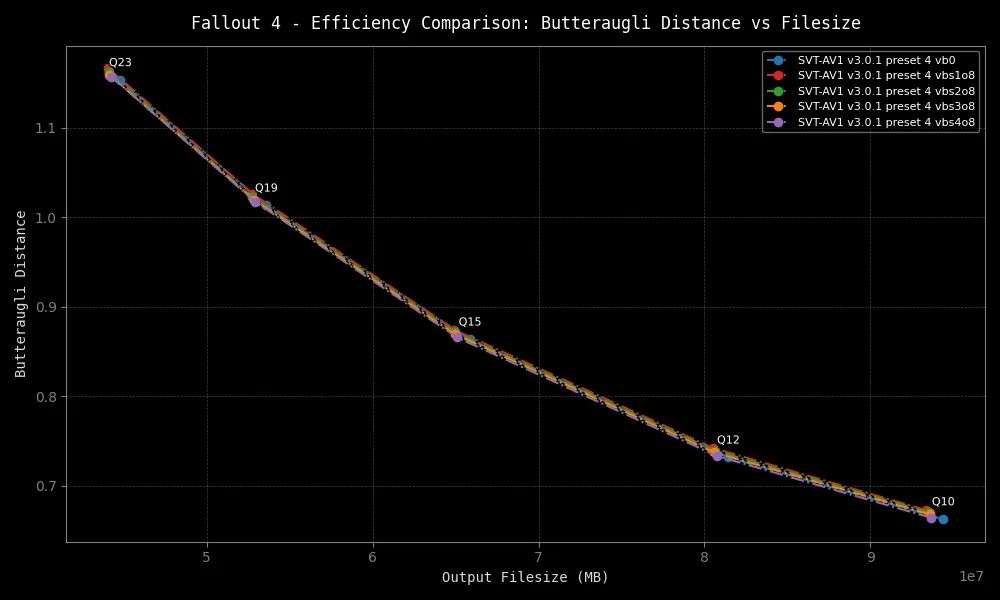 Fallout 4 - Efficiency Comparison: Butteraugli Distance vs Filesize
SVT-AV1 v3.0.1 preset 4 vb0
SVT-AV1 v3.0.1 preset 4 vbs1o8
SVT-AV1 v3.0.1 preset 4 vbs2o8
SVT-AV1 v3.0.1 preset 4 vbs3o8
SVT-AV1 v3.0.1 preset 4 vbs4o8
Q23
Q19
Q15
Q12
Q10
Butteraugli Distance
1.1
1.0
0.9
0.8
0.7
5 6 7 8 9
1e7
Output Filesize (MB)